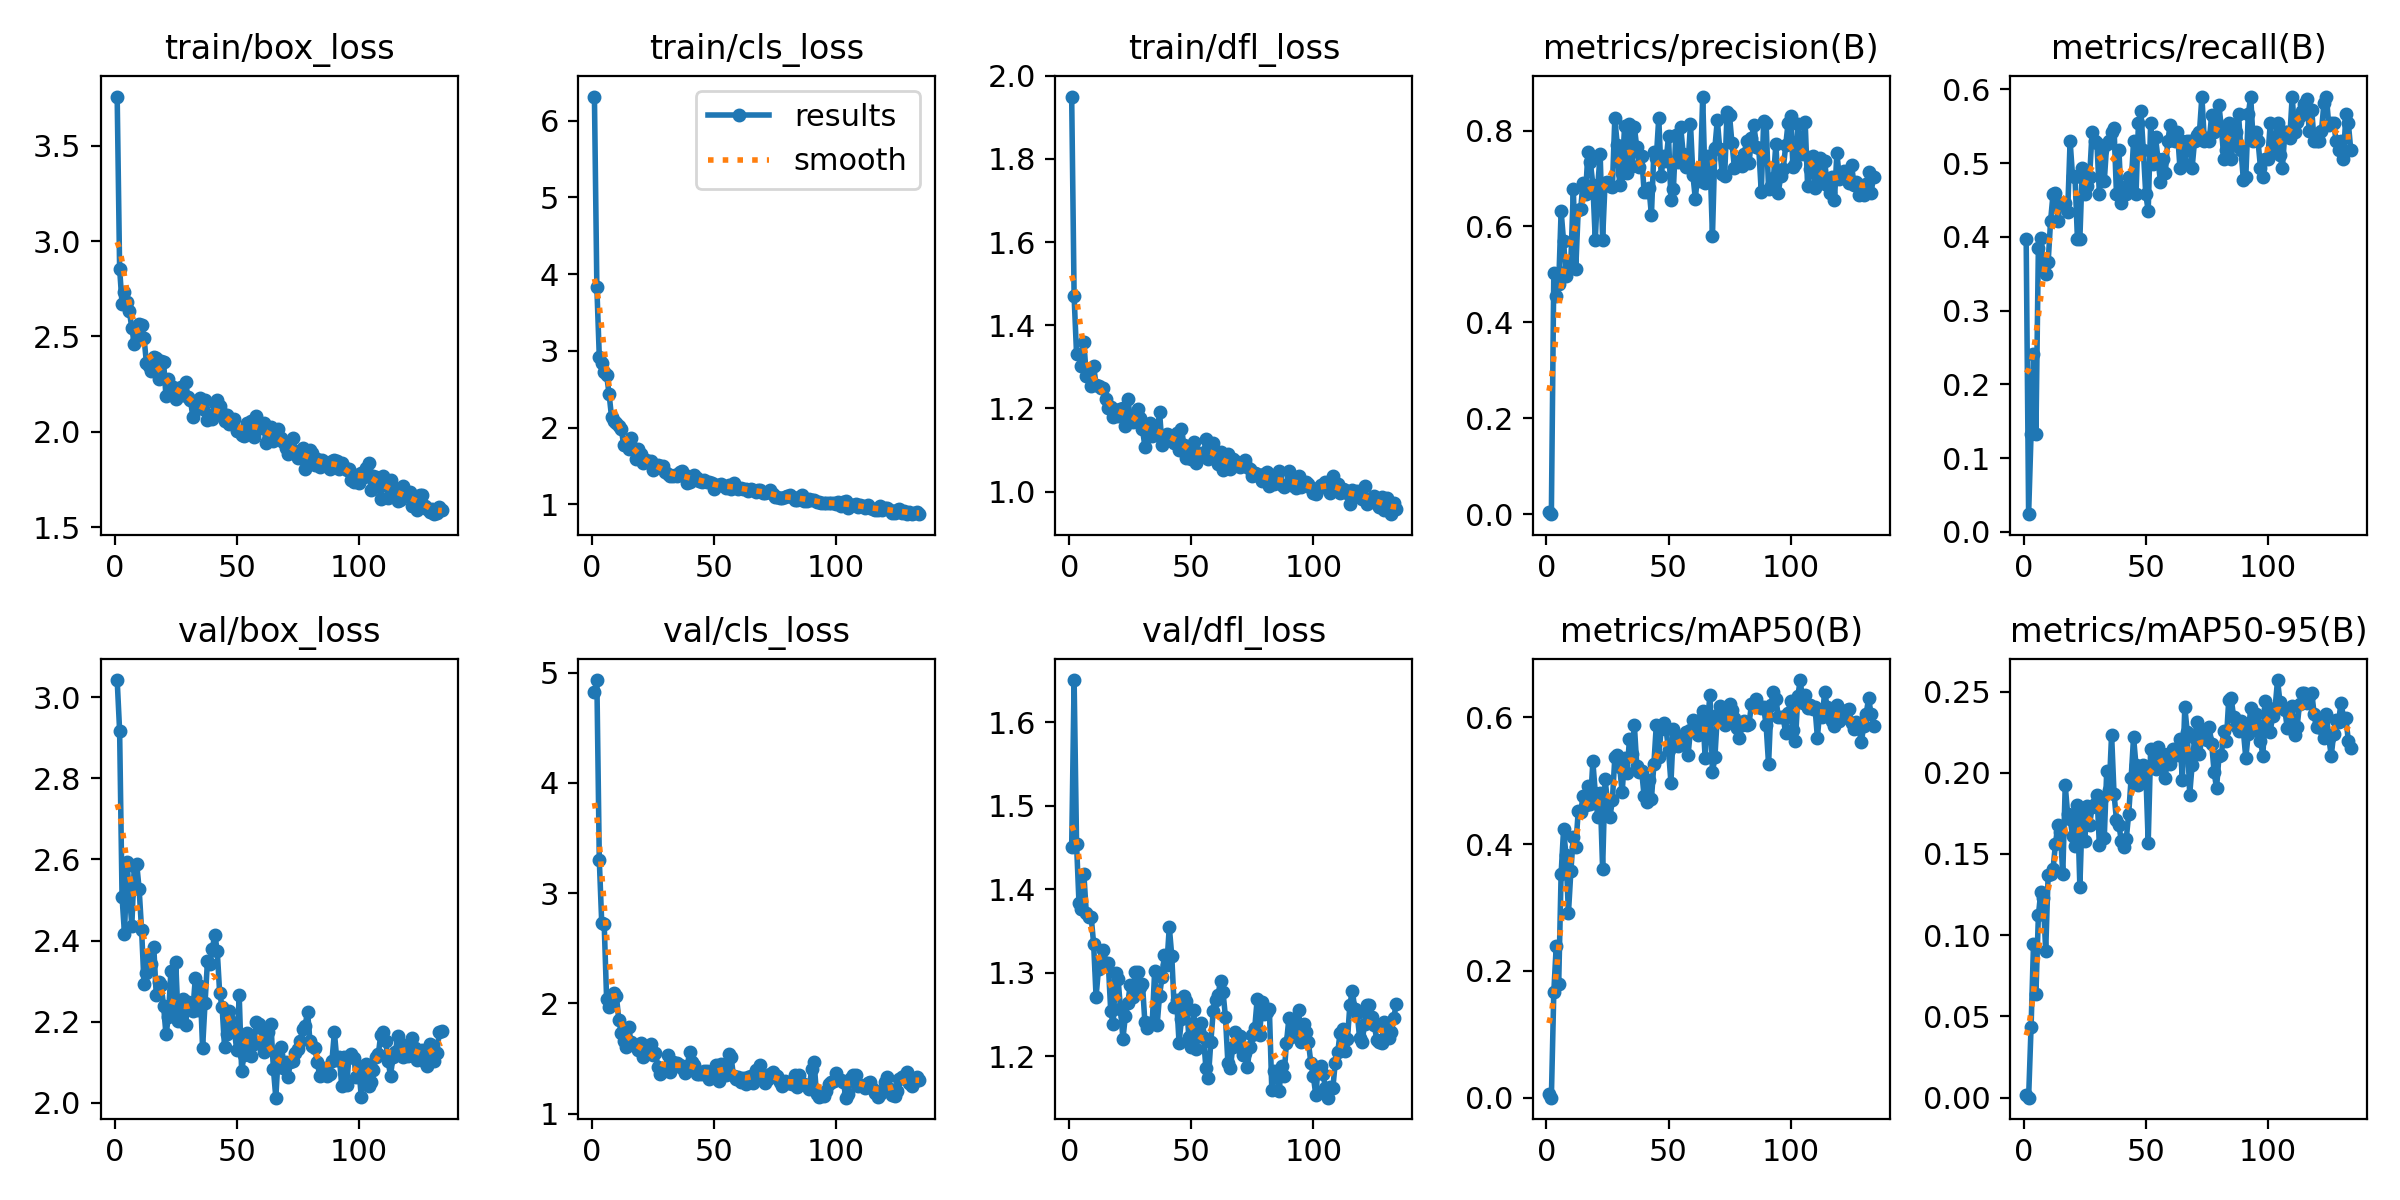 train/box_loss
3.5
3.0
2.5
2.0
1.5
0 50 100
train/cls_loss
results
smooth
6
5
4
3
2
1
0 50 100
train/dfl_loss
2.0
1.8
1.6
1.4
1.2
1.0
0 50 100
metrics/precision(B)
0.8
0.6
0.4
0.2
0.0
0 50 100
metrics/recall(B)
0.6
0.5
0.4
0.3
0.2
0.1
0.0
0 50 100
val/box_loss
3.0
2.8
2.6
2.4
2.2
2.0
0 50 100
val/cls_loss
5
4
3
2
1
0 50 100
val/dfl_loss
1.6
1.5
1.4
1.3
1.2
0 50 100
metrics/mAP50(B)
0.6
0.4
0.2
0.0
0 50 100
metrics/mAP50-95(B)
0.25
0.20
0.15
0.10
0.05
0.00
0 50 100